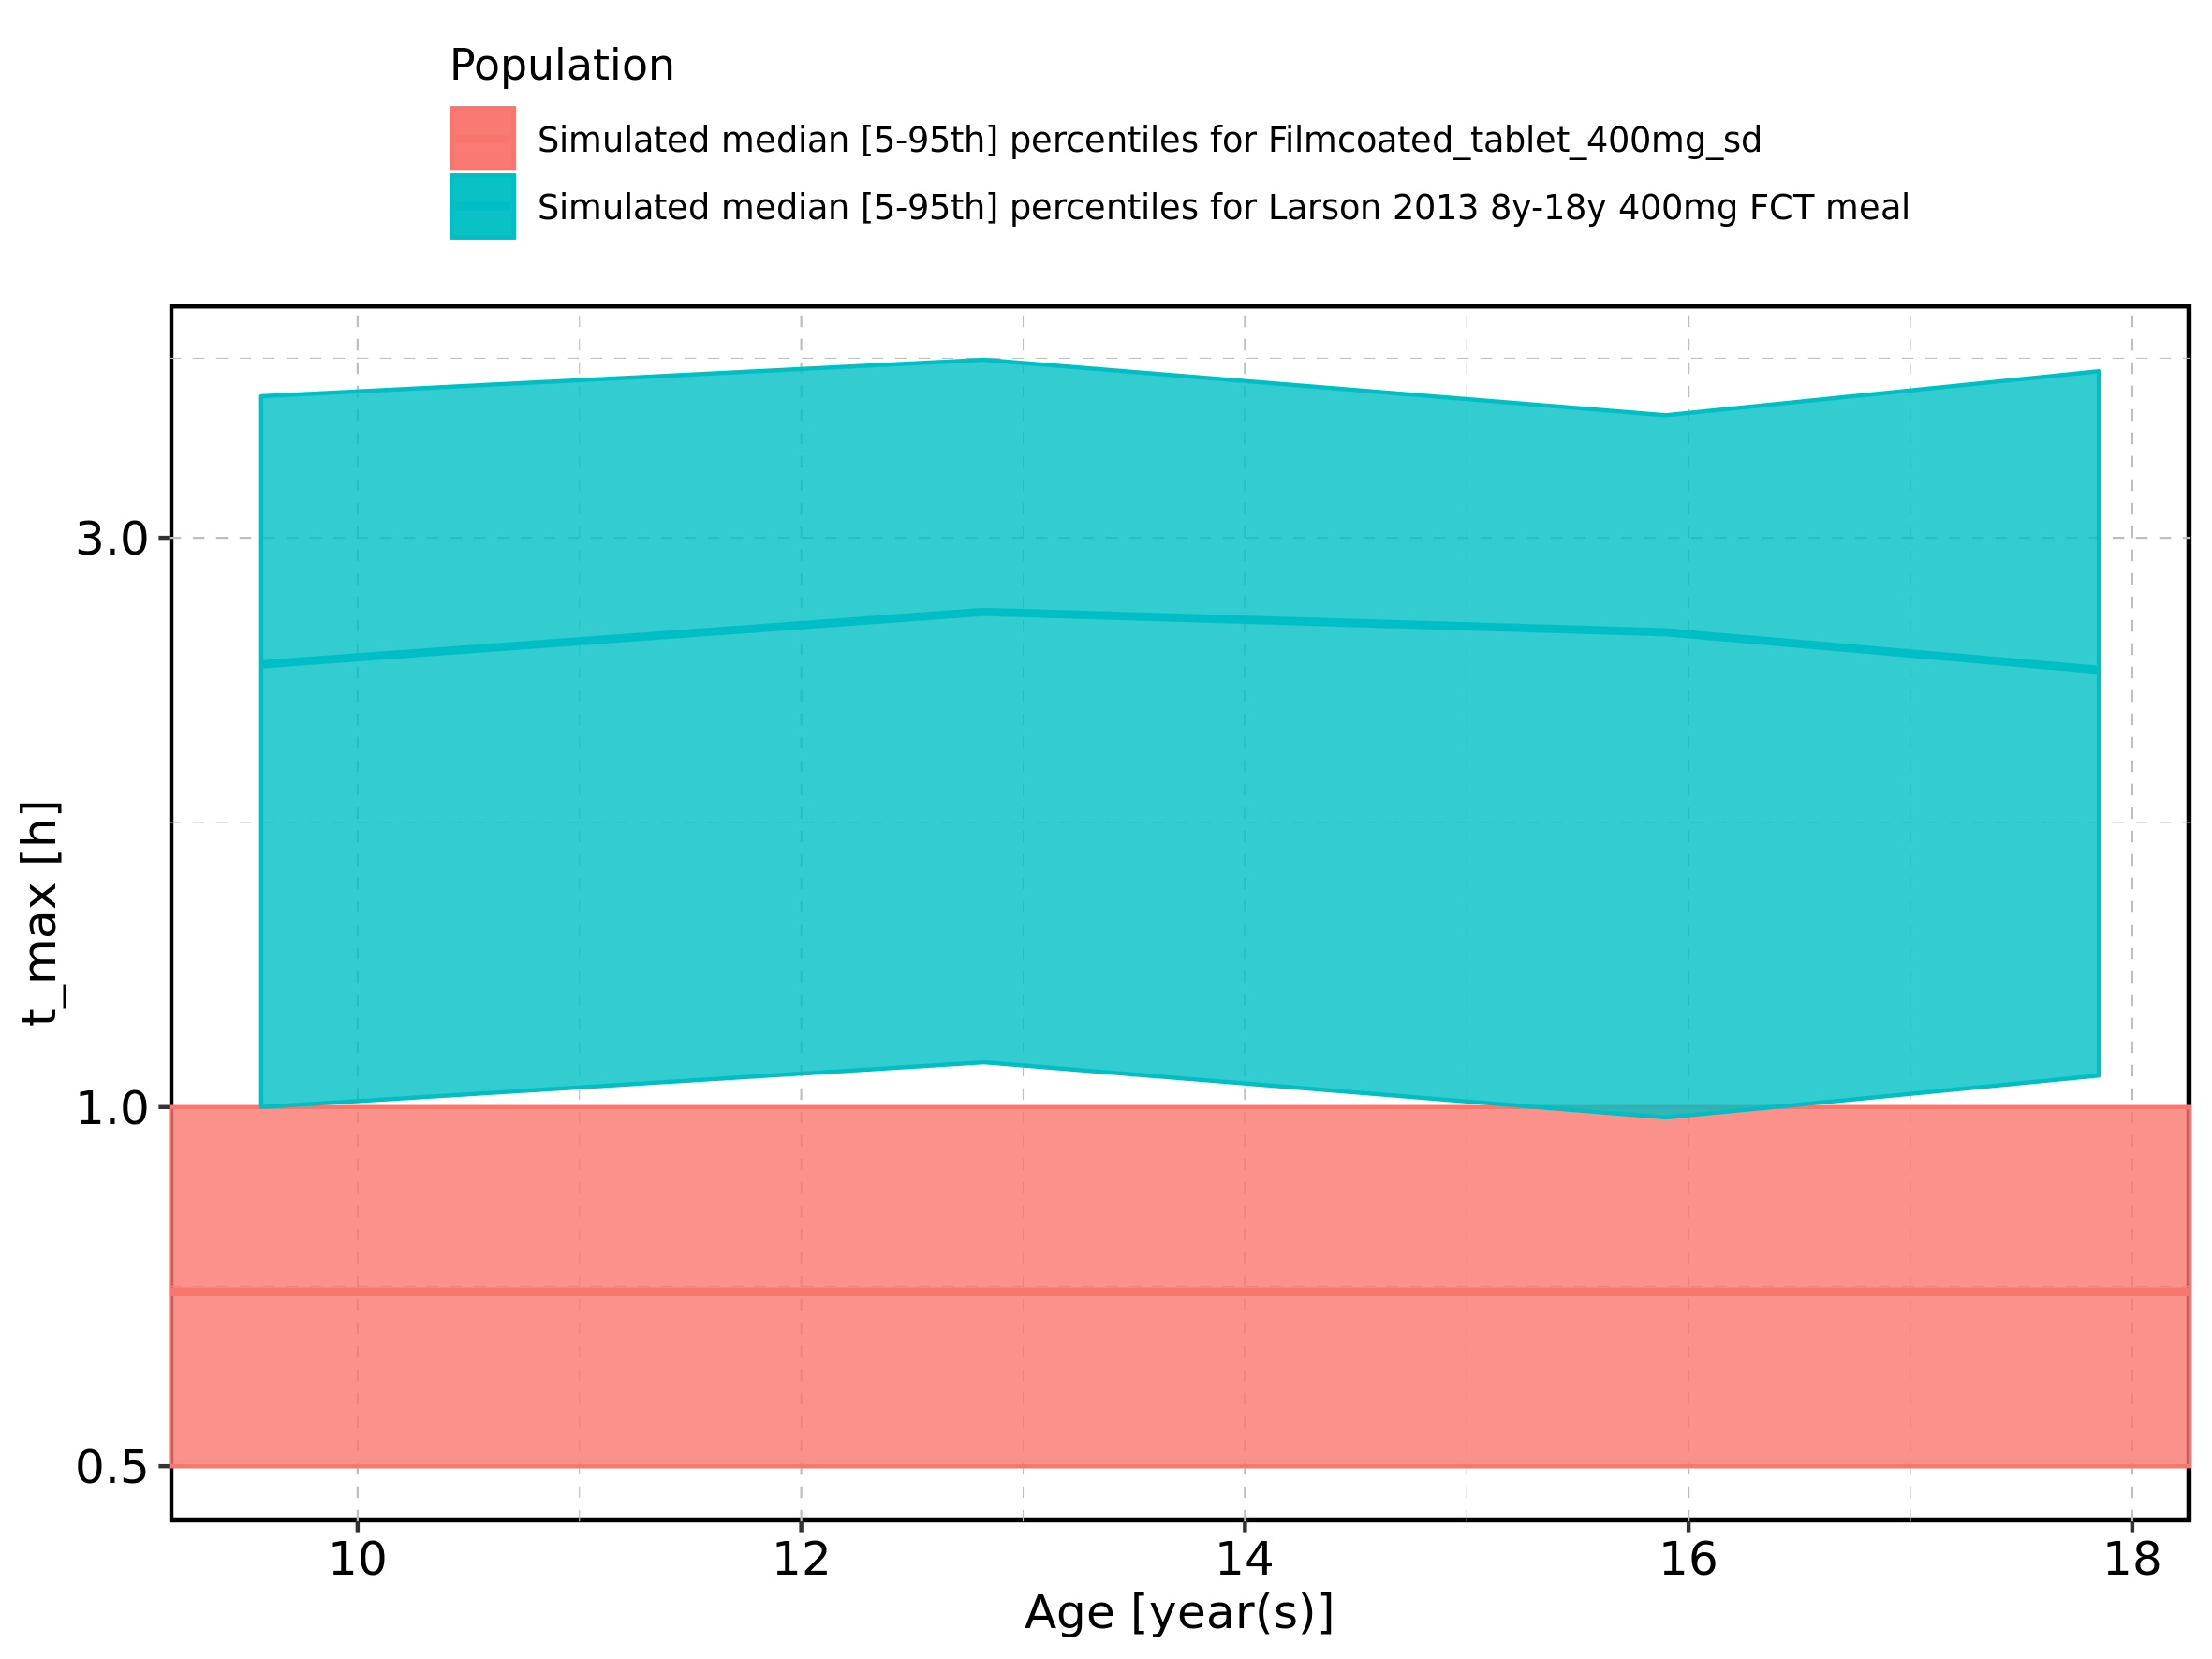 Population
Simulated median [5-95th] percentiles for Filmcoated_tablet_400mg_sd
Simulated median [5-95th] percentiles for Larson 2013 8y-18y 400mg FCT meal
t_max [h]
3.0
1.0
0.5
10 12 14 16 18
Age [year(s)]